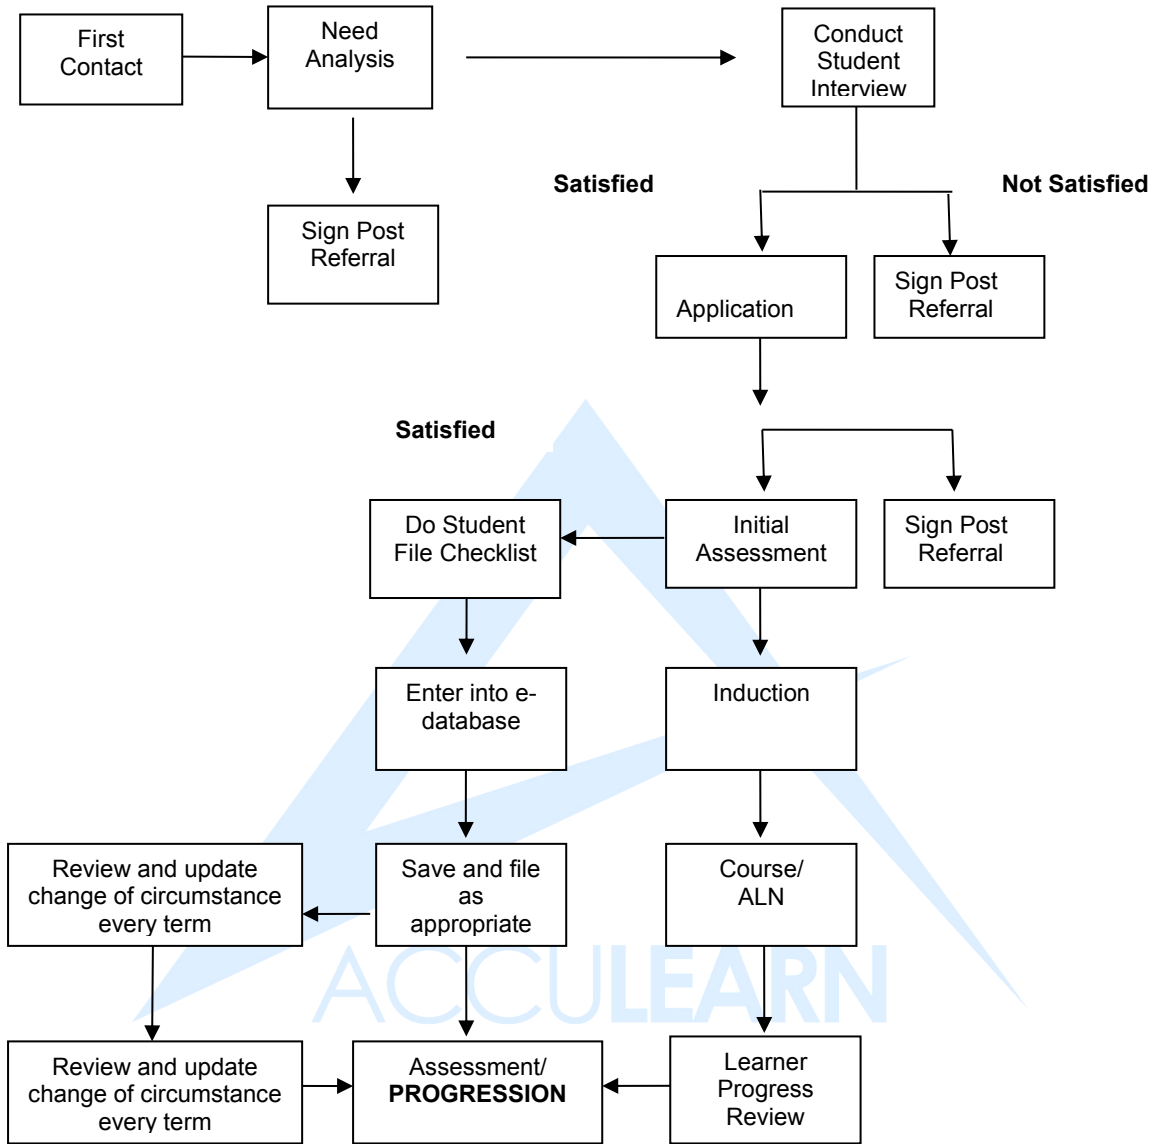 First
Contact
Need
Analysis
Conduct
Student
Interview
Satisfied
Not Satisfied
Sign Post
Referral
Application
Sign Post
Referral
Satisfied
Do Student
File Checklist
Initial
Assessment
Sign Post
Referral
Enter into e-
database
Induction
Review and update
change of circumstance
every term
Save and file
as
appropriate
Course/
ALN
ACCULEARN
Review and update
change of circumstance
every term
Assessment/
PROGRESSION
Learner
Progress
Review